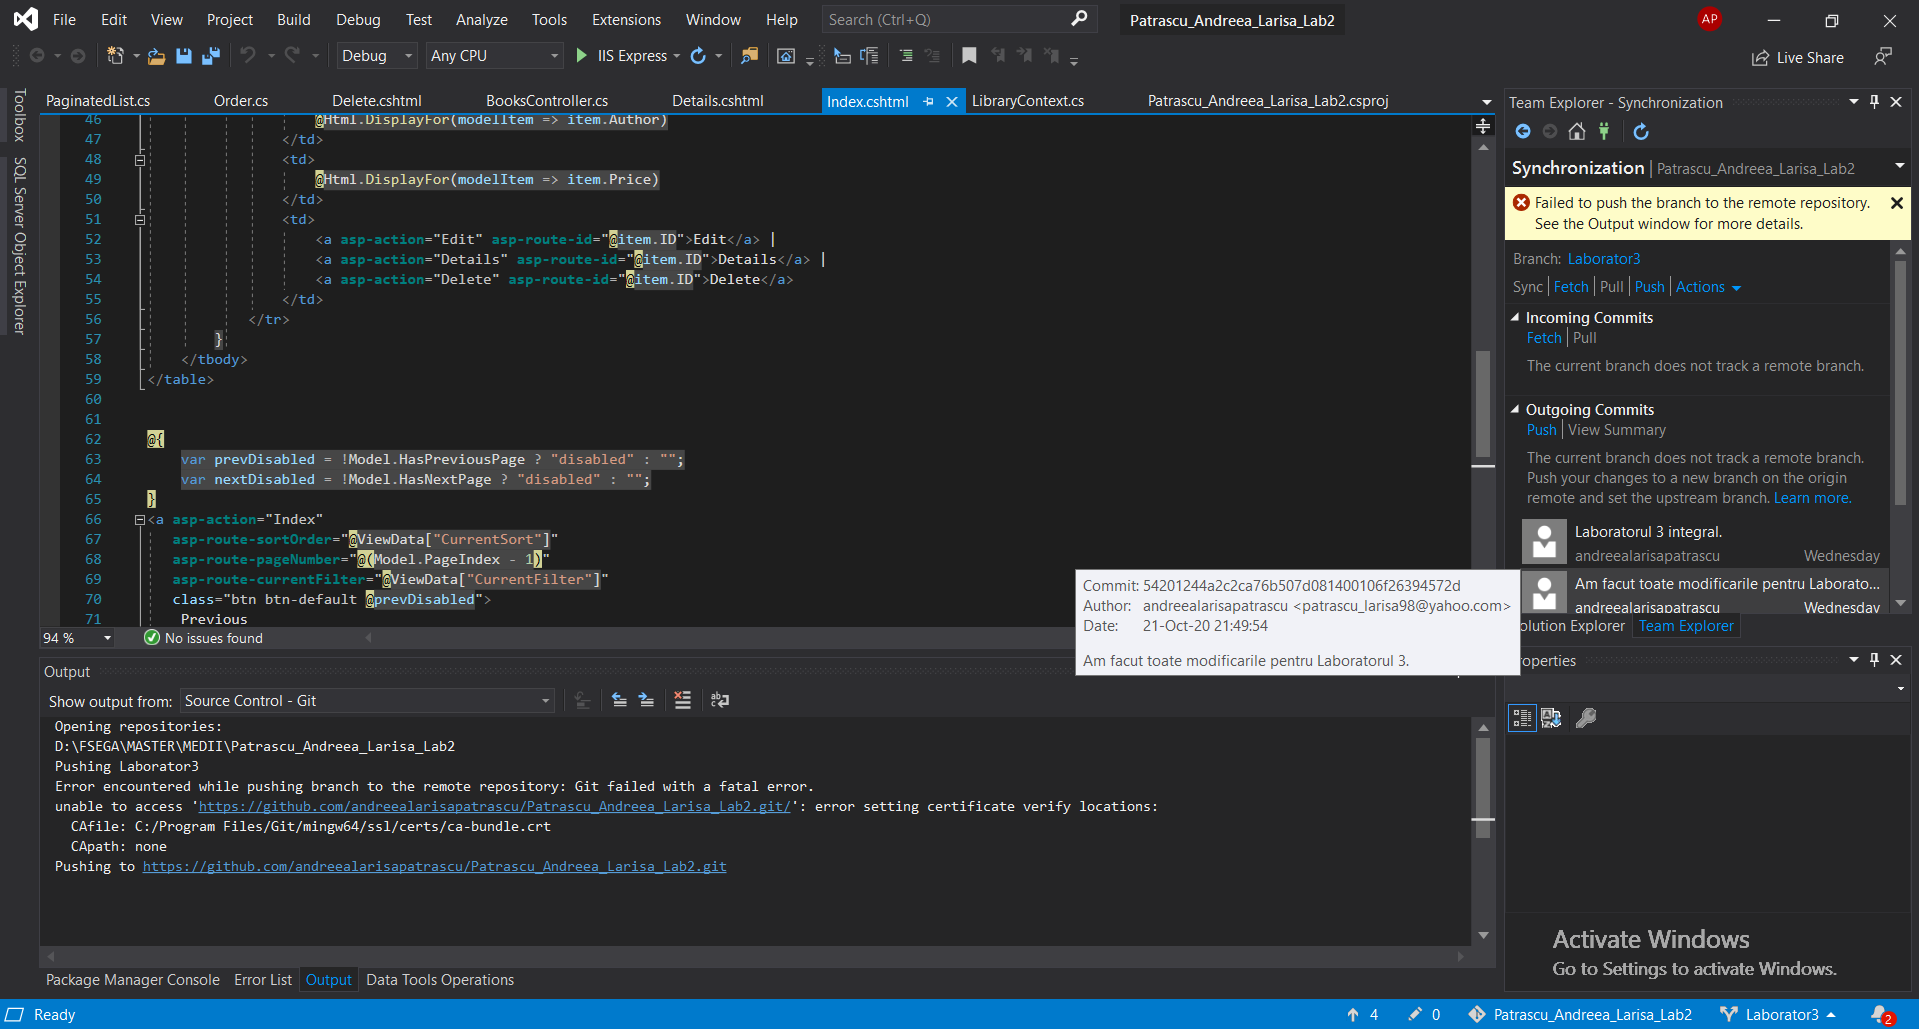 File Edit View Project Build Debug Test Analyze Tools Extensions Window Help Search (Ctrl+Q) Patrascu_Andreea_Larisa_Lab2 AP
Debug Any CPU IIS Express Live Share
Toolbox
SQL Server Object Explorer
PaginatedList.cs Order.cs Delete.cshtml BooksController.cs Details.cshtml Index.cshtml LibraryContext.cs Patrascu_Andreea_Larisa_Lab2.csproj
46 @Html.DisplayFor(modelItem => item.Author)
47 </td>
48 <td>
49 @Html.DisplayFor(modelItem => item.Price)
50 </td>
51 <td>
52 <a asp-action="Edit" asp-route-id="@item.ID">Edit</a> |
53 <a asp-action="Details" asp-route-id="@item.ID">Details</a> |
54 <a asp-action="Delete" asp-route-id="@item.ID">Delete</a>
55 </td>
56 </tr>
57 }
58 </tbody>
59 </table>
60
61
62 @{
63 var prevDisabled = !Model.HasPreviousPage ? "disabled" : "";
64 var nextDisabled = !Model.HasNextPage ? "disabled" : "";
65 }
66 <a asp-action="Index"
67 asp-route-sortOrder="@ViewData["CurrentSort"]"
68 asp-route-pageNumber="@(Model.PageIndex - 1)"
69 asp-route-currentFilter="@ViewData["CurrentFilter"]"
70 class="btn btn-default @prevDisabled">
71 Previous
94 % No issues found
Commit: 54201244a2c2ca76b507d081400106f26394572d
Author: andreealarisapatrascu <patrascu_larisa98@yahoo.com>
Date: 21-Oct-20 21:49:54
Am facut toate modificarile pentru Laboratorul 3.
Output
Show output from: Source Control - Git
Opening repositories:
D:\FSEGA\MASTER\MEDII\Patrascu_Andreea_Larisa_Lab2
Pushing Laborator3
Error encountered while pushing branch to the remote repository: Git failed with a fatal error.
unable to access 'https://github.com/andreealarisapatrascu/Patrascu_Andreea_Larisa_Lab2.git/': error setting certificate verify locations:
CAfile: C:/Program Files/Git/mingw64/ssl/certs/ca-bundle.crt
CApath: none
Pushing to https://github.com/andreealarisapatrascu/Patrascu_Andreea_Larisa_Lab2.git
Package Manager Console Error List Output Data Tools Operations
Team Explorer - Synchronization
Synchronization | Patrascu_Andreea_Larisa_Lab2
Failed to push the branch to the remote repository.
See the Output window for more details.
Branch: Laborator3
Sync Fetch Pull Push Actions
Incoming Commits
Fetch Pull
The current branch does not track a remote branch.
Outgoing Commits
Push View Summary
The current branch does not track a remote branch.
Push your changes to a new branch on the origin
remote and set the upstream branch. Learn more.
Laboratorul 3 integral.
andreealarisapatrascu Wednesday
Am facut toate modificarile pentru Laborato...
andreealarisapatrascu Wednesday
olution Explorer Team Explorer
roperties
Activate Windows
Go to Settings to activate Windows.
Ready 4 0 Patrascu_Andreea_Larisa_Lab2 Laborator3 2